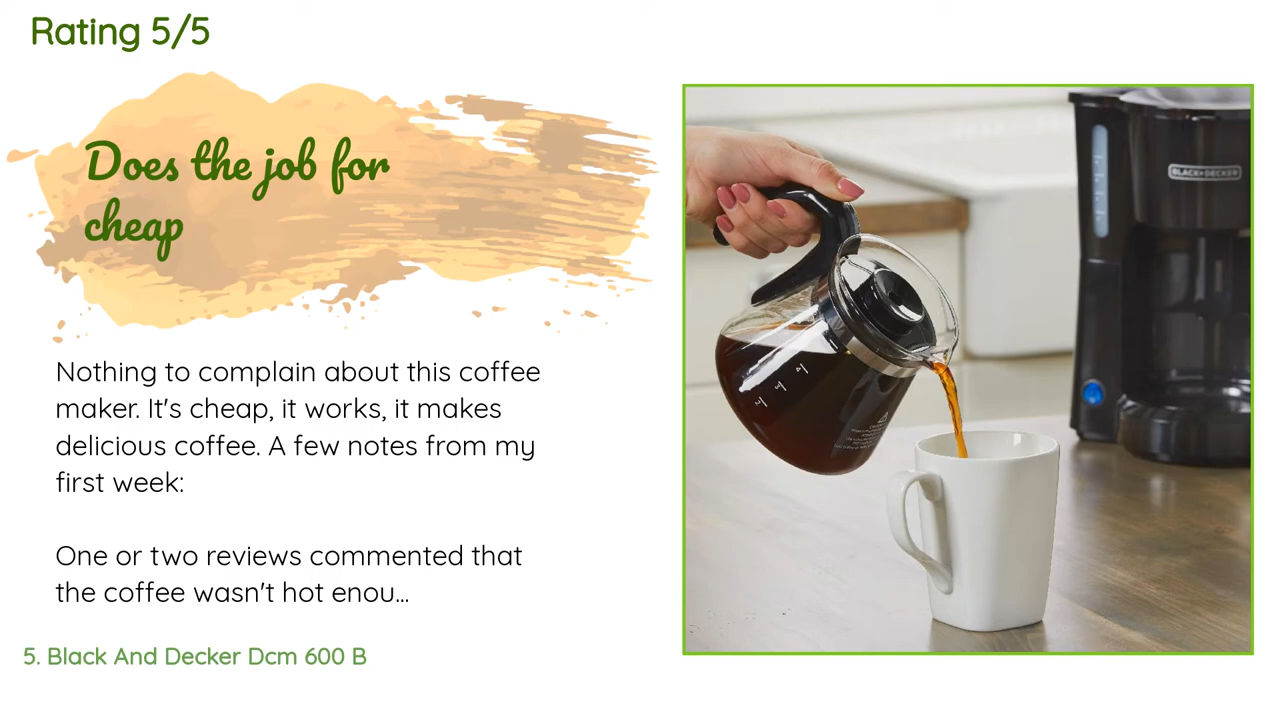 Rating 5/5
Does the job for
cheap
Nothing to complain about this coffee
maker. It's cheap, it works, it makes
delicious coffee. A few notes from my
first week:
One or two reviews commented that
the coffee wasn't hot enou...
5. Black And Decker Dcm 600 B
BLACK+DECKER